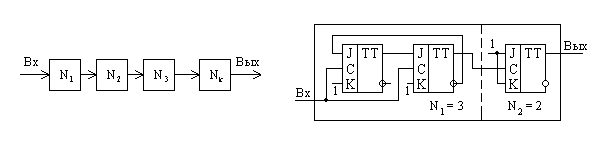 Вх N₁ N₂ N₃ Nₖ Вых
J TT C K 1
J TT C K 1
1 J TT C K
Вых
Вх
N₁ = 3 N₂ = 2